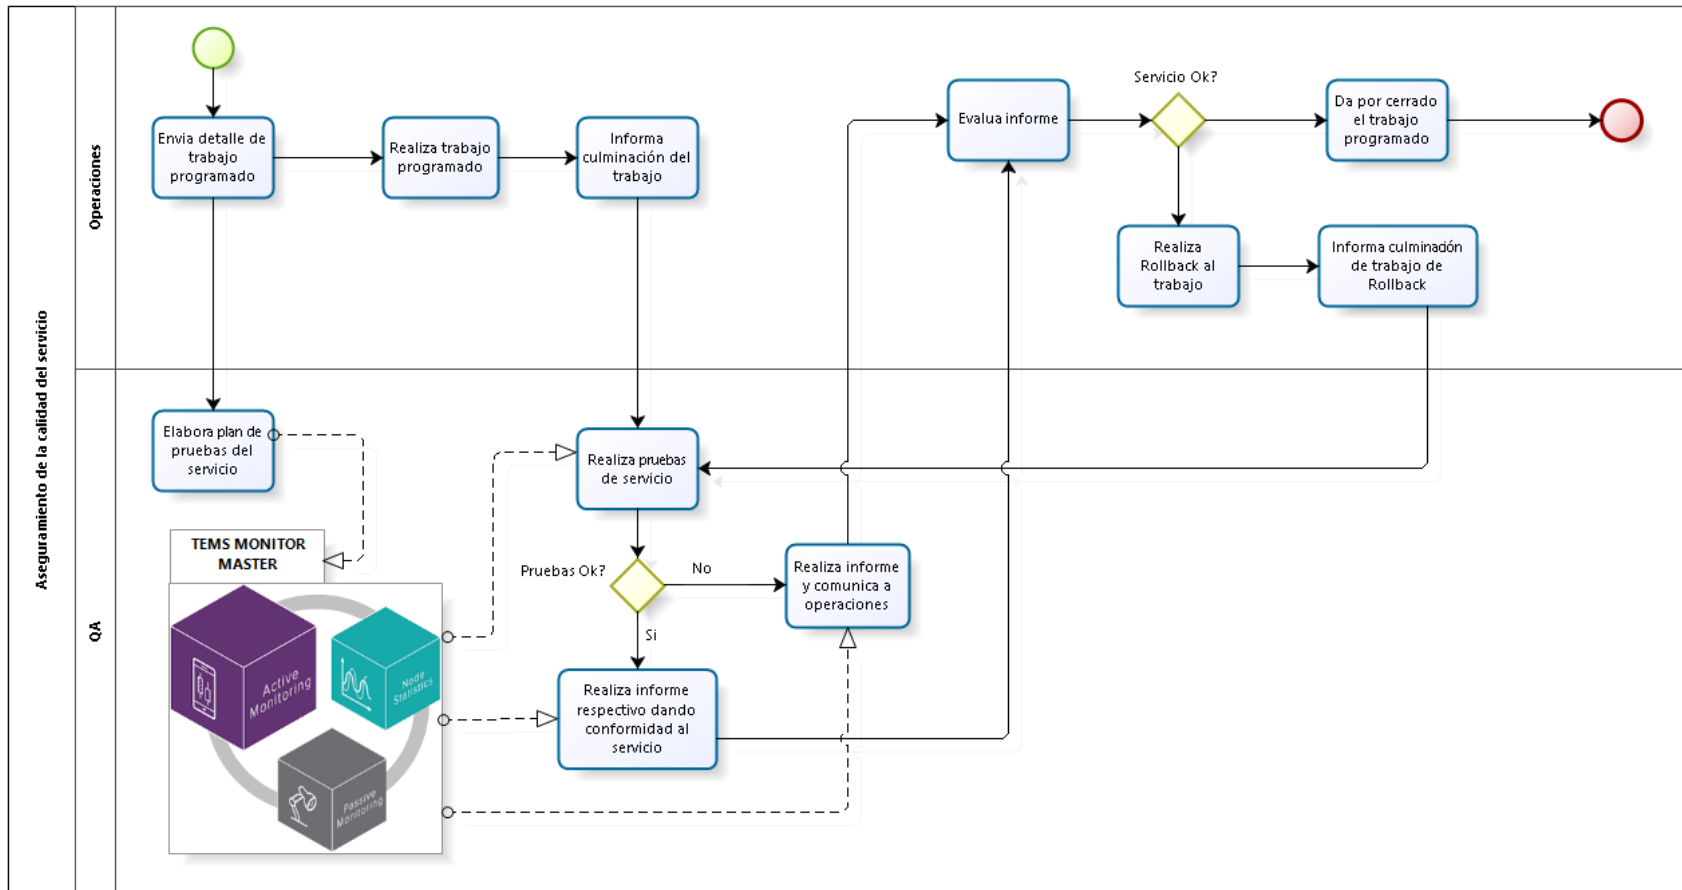 Aseguramiento de la calidad del servicio
Operaciones
Envia detalle de
trabajo
programado
Realiza trabajo
programado
Informa
culminación del
trabajo
Evalua informe
Servicio Ok?
Da por cerrado
el trabajo
programado
Realiza
Rollback al
trabajo
Informa culminación
de trabajo de
Rollback
QA
Elabora plan de
pruebas del
servicio
Realiza pruebas
de servicio
TEMS MONITOR
MASTER
Pruebas Ok?
No
Realiza informe
y comunica a
operaciones
Si
Active
Monitoring
Node
Statistics
Passive
Monitoring
Realiza informe
respectivo dando
conformidad al
servicio